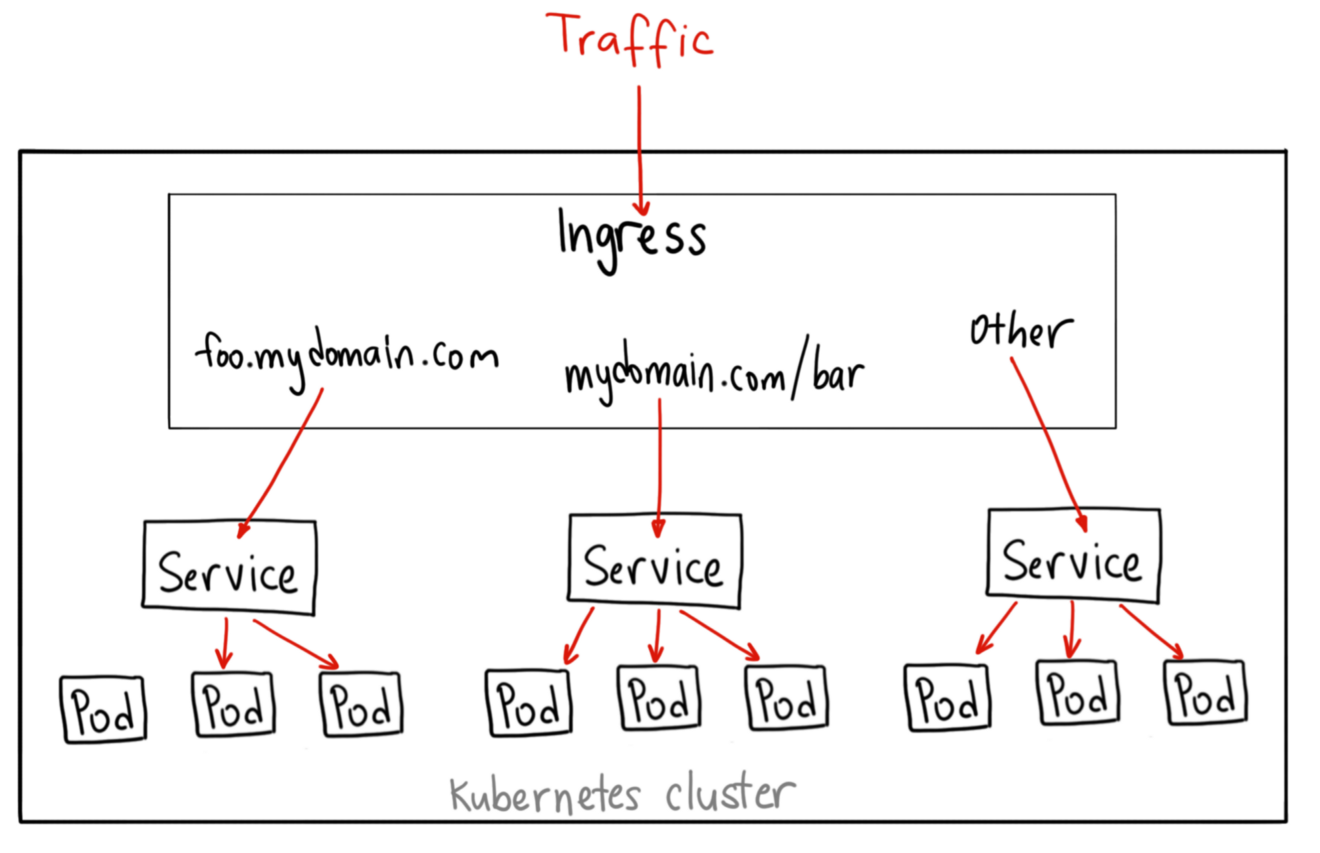 Traffic
Ingress
foo.mydomain.com
mydomain.com/bar
other
Service
Service
Service
Pod
Pod
Pod
Pod
Pod
Pod
Pod
Pod
Pod
Kubernetes cluster